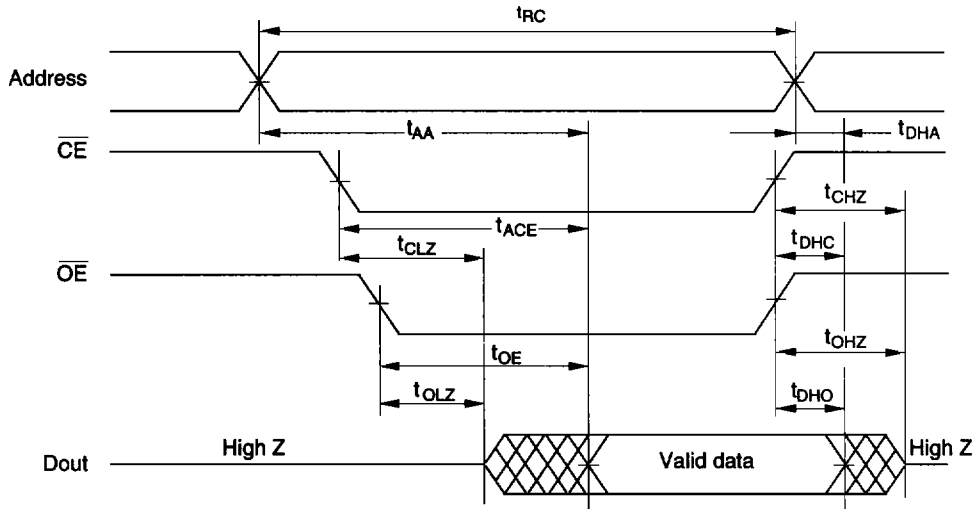 tRC
Address
tAA
tDHA
CE
tCHZ
tACE
tCLZ
tDHC
OE
tOHZ
tOE
tOLZ
tDHO
High Z
Valid data
High Z
Dout